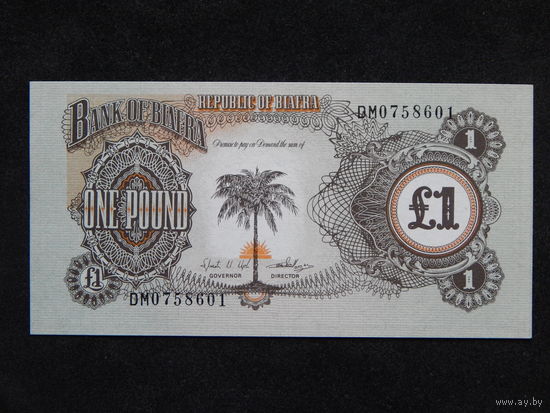 BANK OF BIAFRA
REPUBLIC OF BIAFRA
DM0758601
Promise to pay on Demand the sum of
1
ONE POUND
£1
GOVERNOR
DIRECTOR
£1
DM0758601
1
www.ay.by